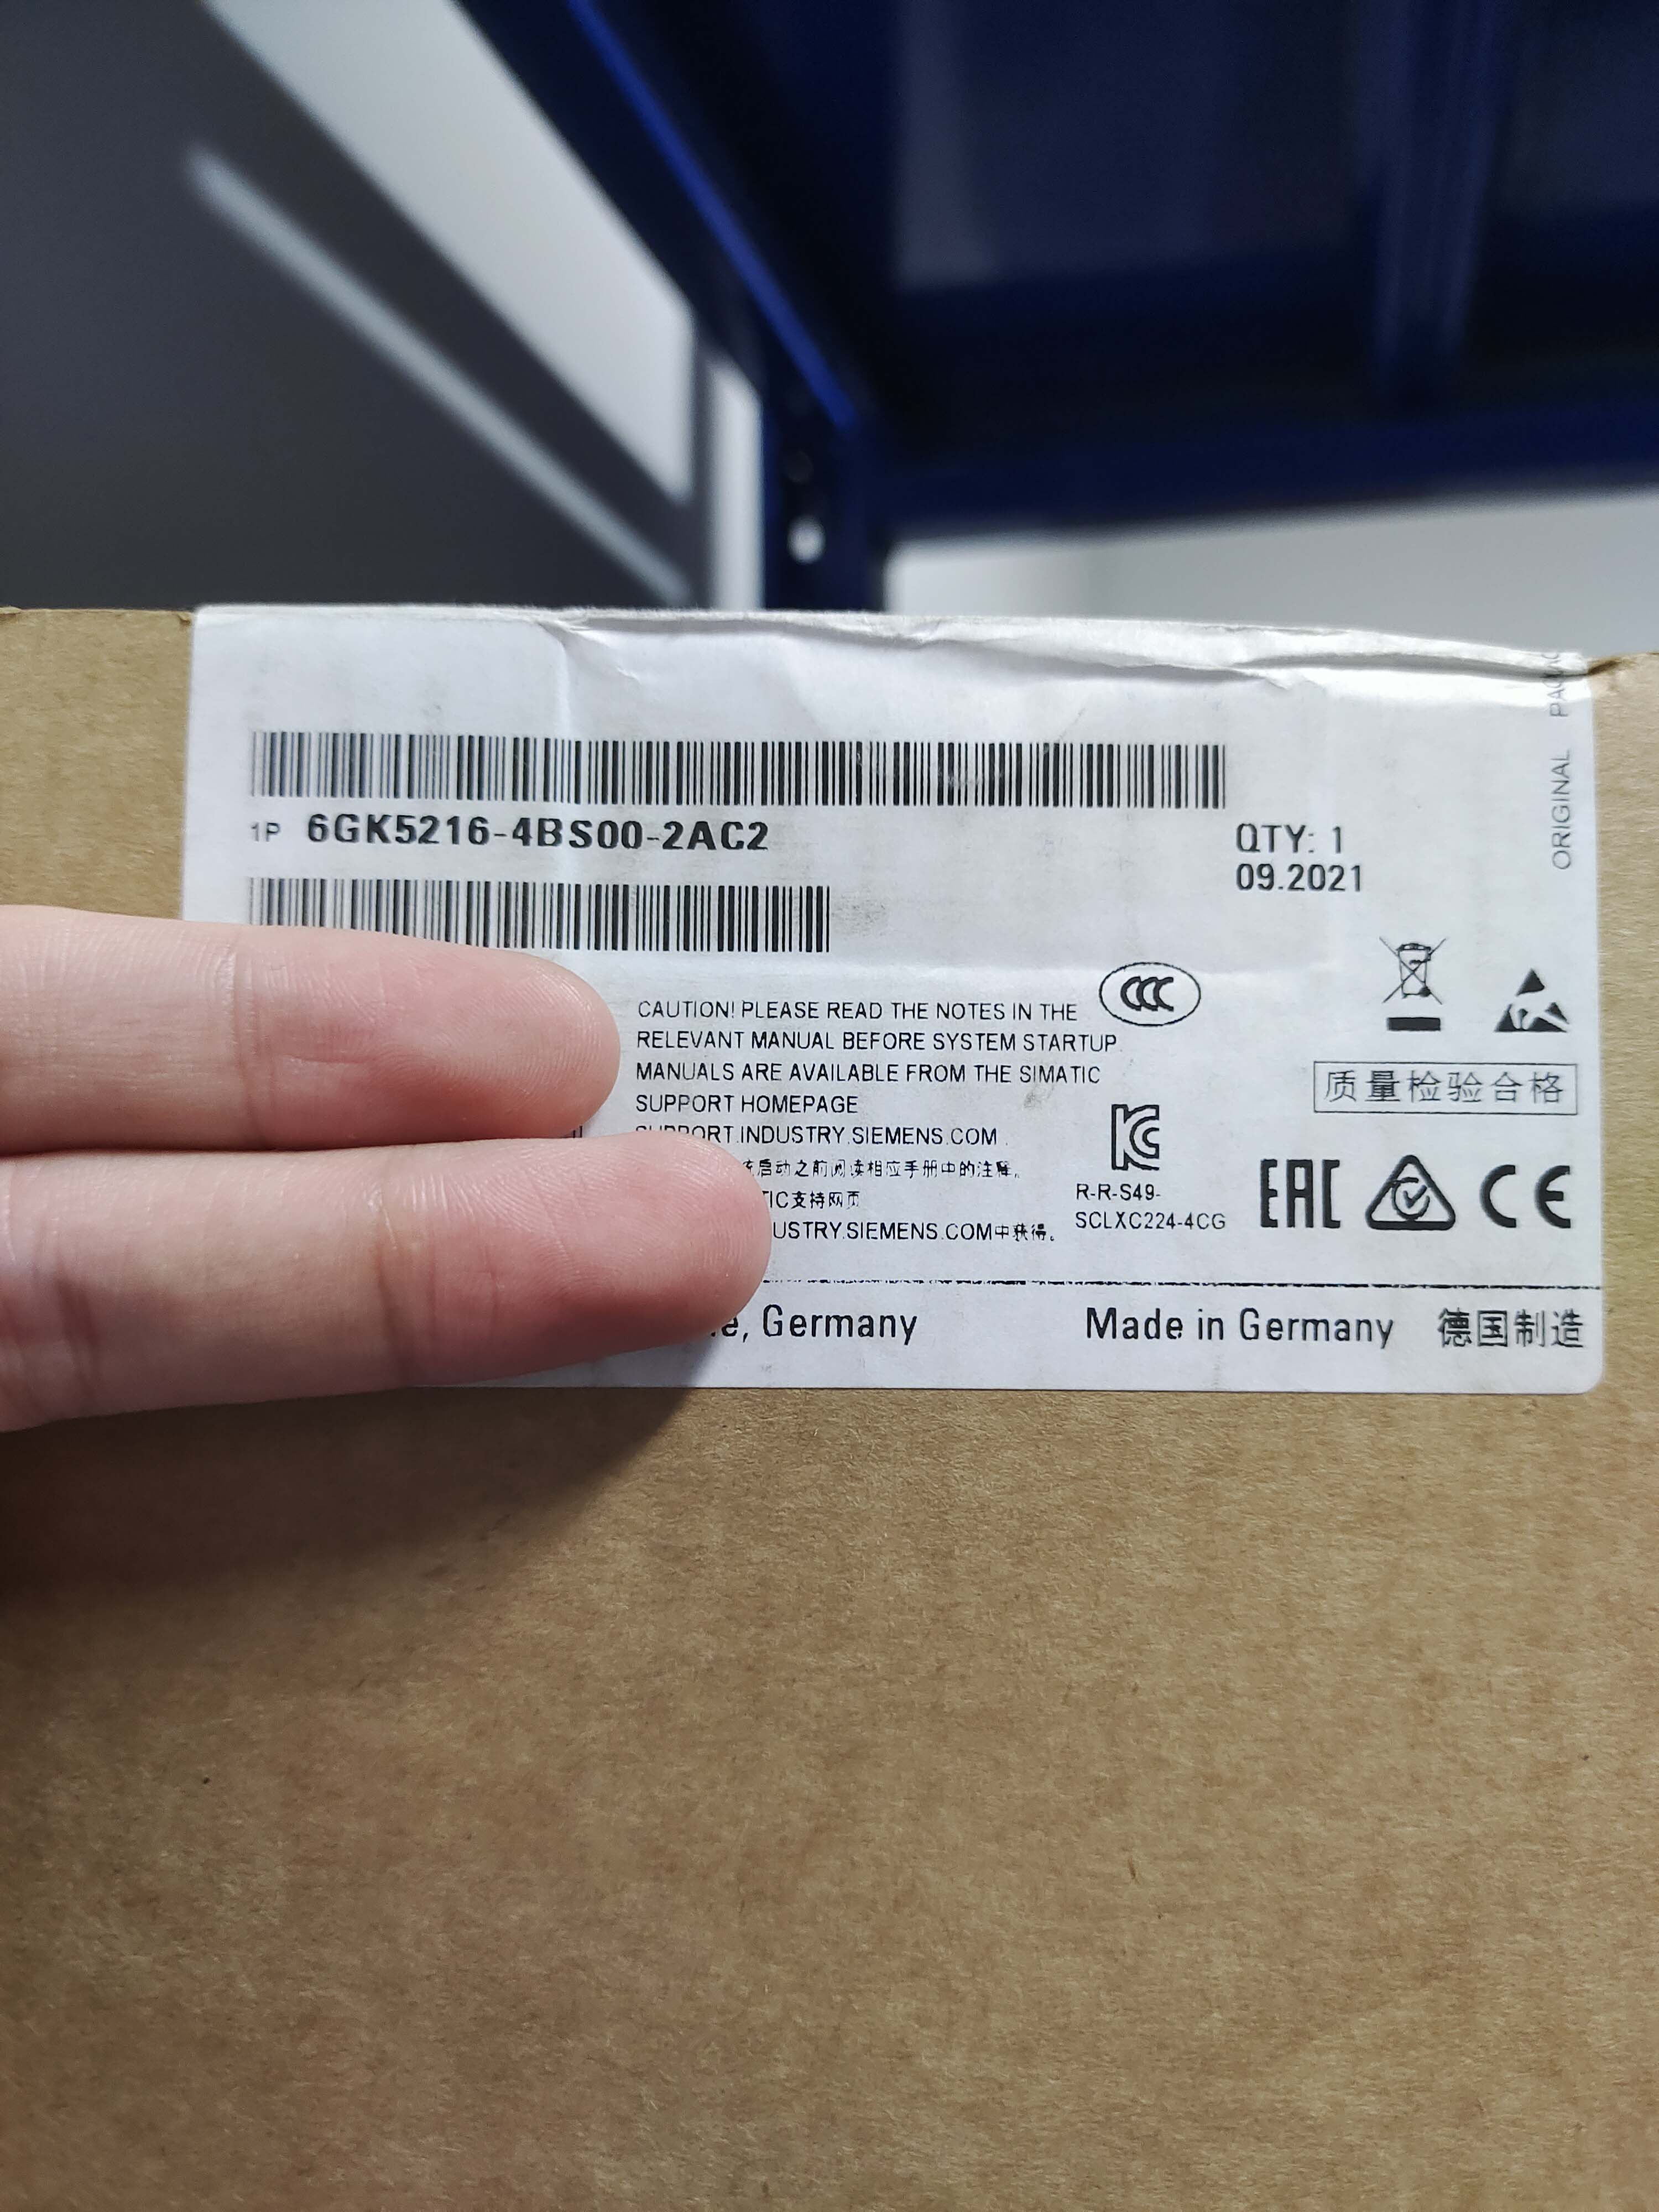 1P 6GK5216-4BS00-2AC2
QTY: 1
09.2021
ORIGINAL
CAUTION! PLEASE READ THE NOTES IN THE
RELEVANT MANUAL BEFORE SYSTEM STARTUP.
MANUALS ARE AVAILABLE FROM THE SIMATIC
SUPPORT HOMEPAGE
SUPPORT.INDUSTRY.SIEMENS.COM.
启动之前阅读相应手册中的注释。
TIC支持网页
USTRY.SIEMENS.COM中获得。
CCC
质量检验合格
KC
R-R-S49-
SCLXC224-4CG
EAC
CE
Germany
Made in Germany 德国制造